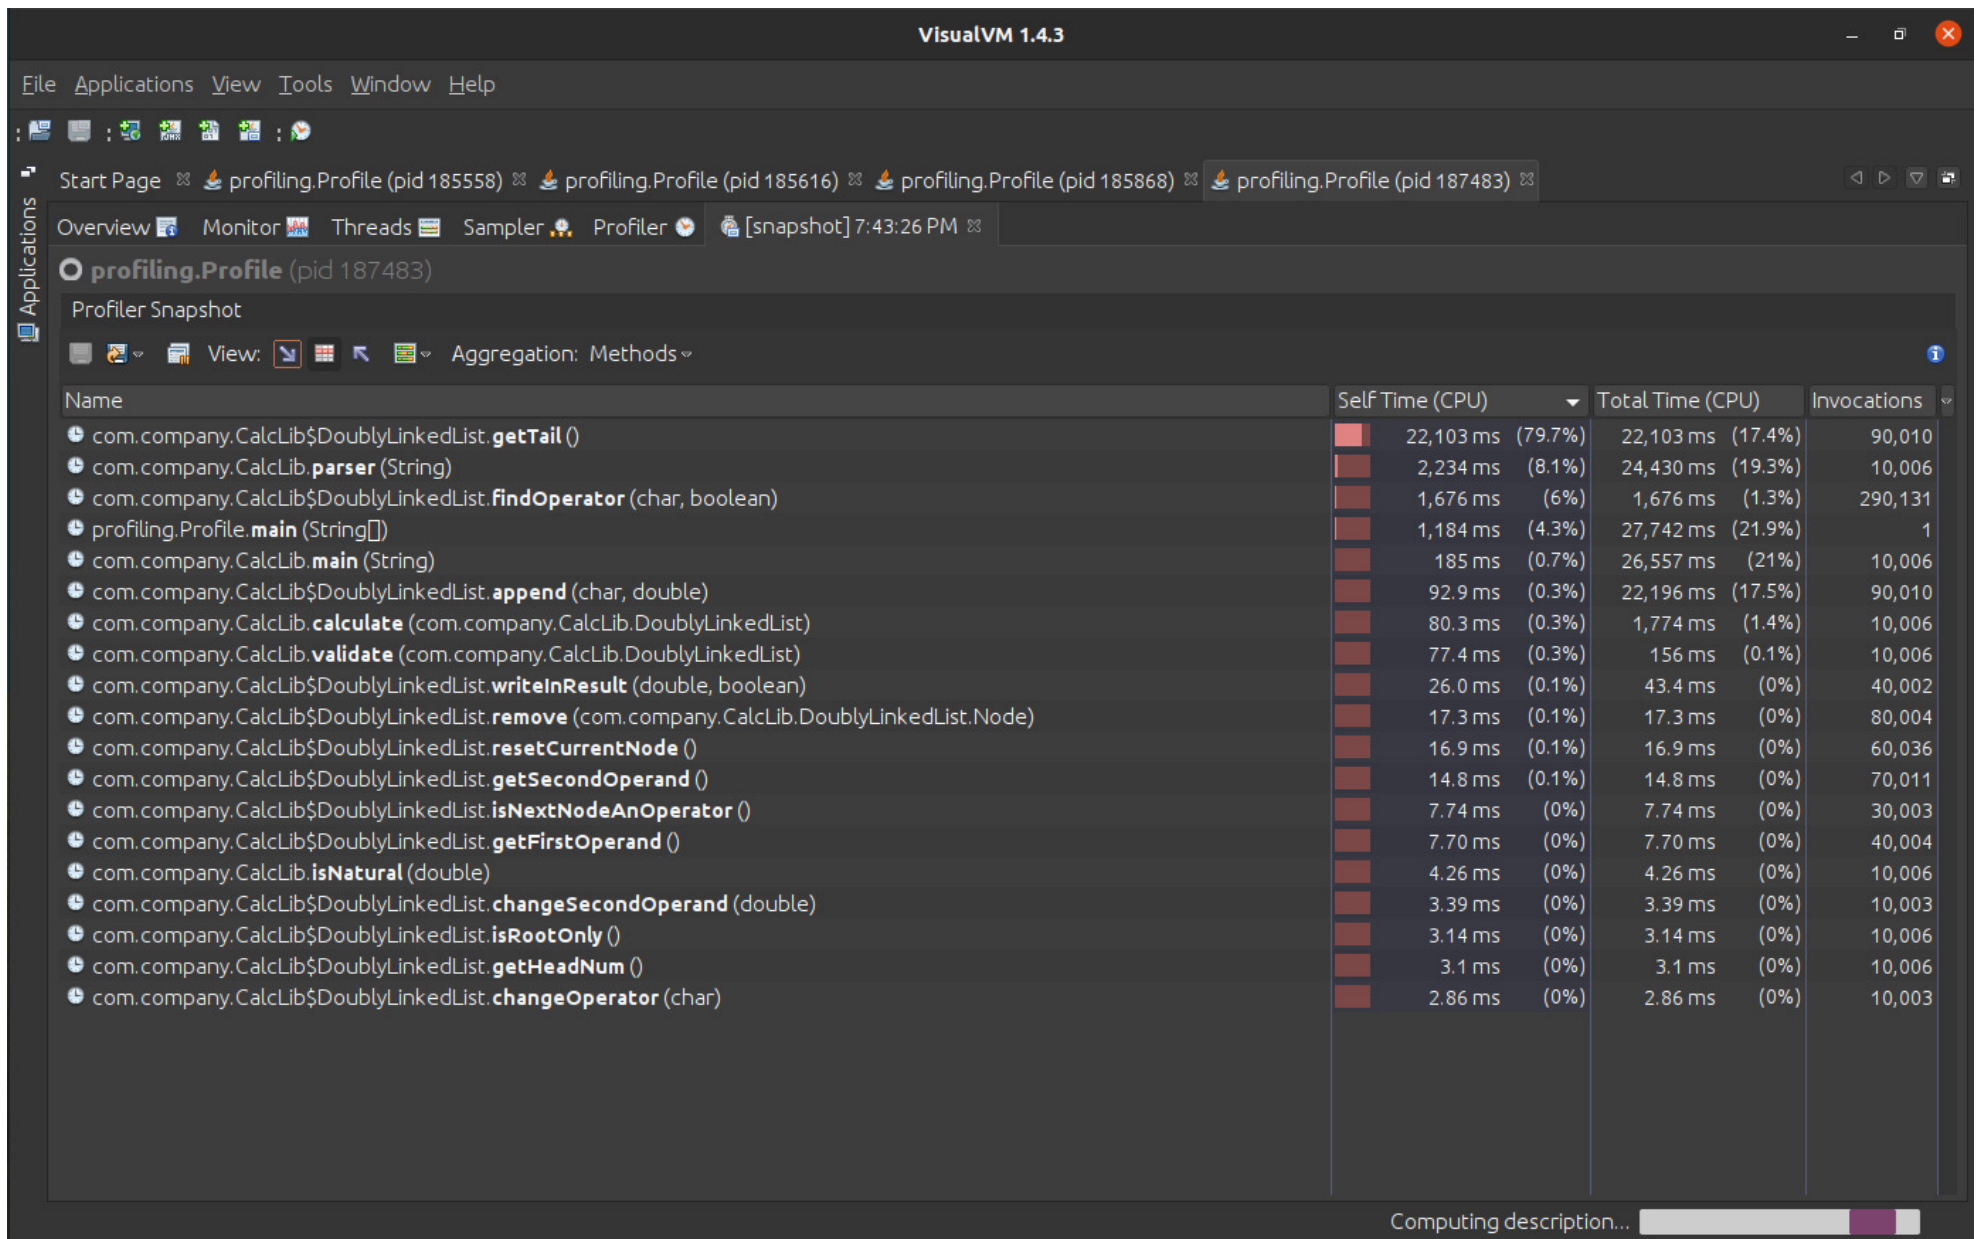 VisualVM 1.4.3
File Applications View Tools Window Help
Start Page profiling.Profile (pid 185558) profiling.Profile (pid 185616) profiling.Profile (pid 185868) profiling.Profile (pid 187483)
Applications
Overview Monitor Threads Sampler Profiler [snapshot] 7:43:26 PM
profiling.Profile (pid 187483)
Profiler Snapshot
View: Aggregation: Methods
Name Self Time (CPU) Total Time (CPU) Invocations
com.company.CalcLib$DoublyLinkedList.getTail () 22,103 ms (79.7%) 22,103 ms (17.4%) 90,010
com.company.CalcLib.parser (String) 2,234 ms (8.1%) 24,430 ms (19.3%) 10,006
com.company.CalcLib$DoublyLinkedList.findOperator (char, boolean) 1,676 ms (6%) 1,676 ms (1.3%) 290,131
profiling.Profile.main (String[]) 1,184 ms (4.3%) 27,742 ms (21.9%) 1
com.company.CalcLib.main (String) 185 ms (0.7%) 26,557 ms (21%) 10,006
com.company.CalcLib$DoublyLinkedList.append (char, double) 92.9 ms (0.3%) 22,196 ms (17.5%) 90,010
com.company.CalcLib.calculate (com.company.CalcLib.DoublyLinkedList) 80.3 ms (0.3%) 1,774 ms (1.4%) 10,006
com.company.CalcLib.validate (com.company.CalcLib.DoublyLinkedList) 77.4 ms (0.3%) 156 ms (0.1%) 10,006
com.company.CalcLib$DoublyLinkedList.writeInResult (double, boolean) 26.0 ms (0.1%) 43.4 ms (0%) 40,002
com.company.CalcLib$DoublyLinkedList.remove (com.company.CalcLib.DoublyLinkedList.Node) 17.3 ms (0.1%) 17.3 ms (0%) 80,004
com.company.CalcLib$DoublyLinkedList.resetCurrentNode () 16.9 ms (0.1%) 16.9 ms (0%) 60,036
com.company.CalcLib$DoublyLinkedList.getSecondOperand () 14.8 ms (0.1%) 14.8 ms (0%) 70,011
com.company.CalcLib$DoublyLinkedList.isNextNodeAnOperator () 7.74 ms (0%) 7.74 ms (0%) 30,003
com.company.CalcLib$DoublyLinkedList.getFirstOperand () 7.70 ms (0%) 7.70 ms (0%) 40,004
com.company.CalcLib.isNatural (double) 4.26 ms (0%) 4.26 ms (0%) 10,006
com.company.CalcLib$DoublyLinkedList.changeSecondOperand (double) 3.39 ms (0%) 3.39 ms (0%) 10,003
com.company.CalcLib$DoublyLinkedList.isRootOnly () 3.14 ms (0%) 3.14 ms (0%) 10,006
com.company.CalcLib$DoublyLinkedList.getHeadNum () 3.1 ms (0%) 3.1 ms (0%) 10,006
com.company.CalcLib$DoublyLinkedList.changeOperator (char) 2.86 ms (0%) 2.86 ms (0%) 10,003
Computing description...